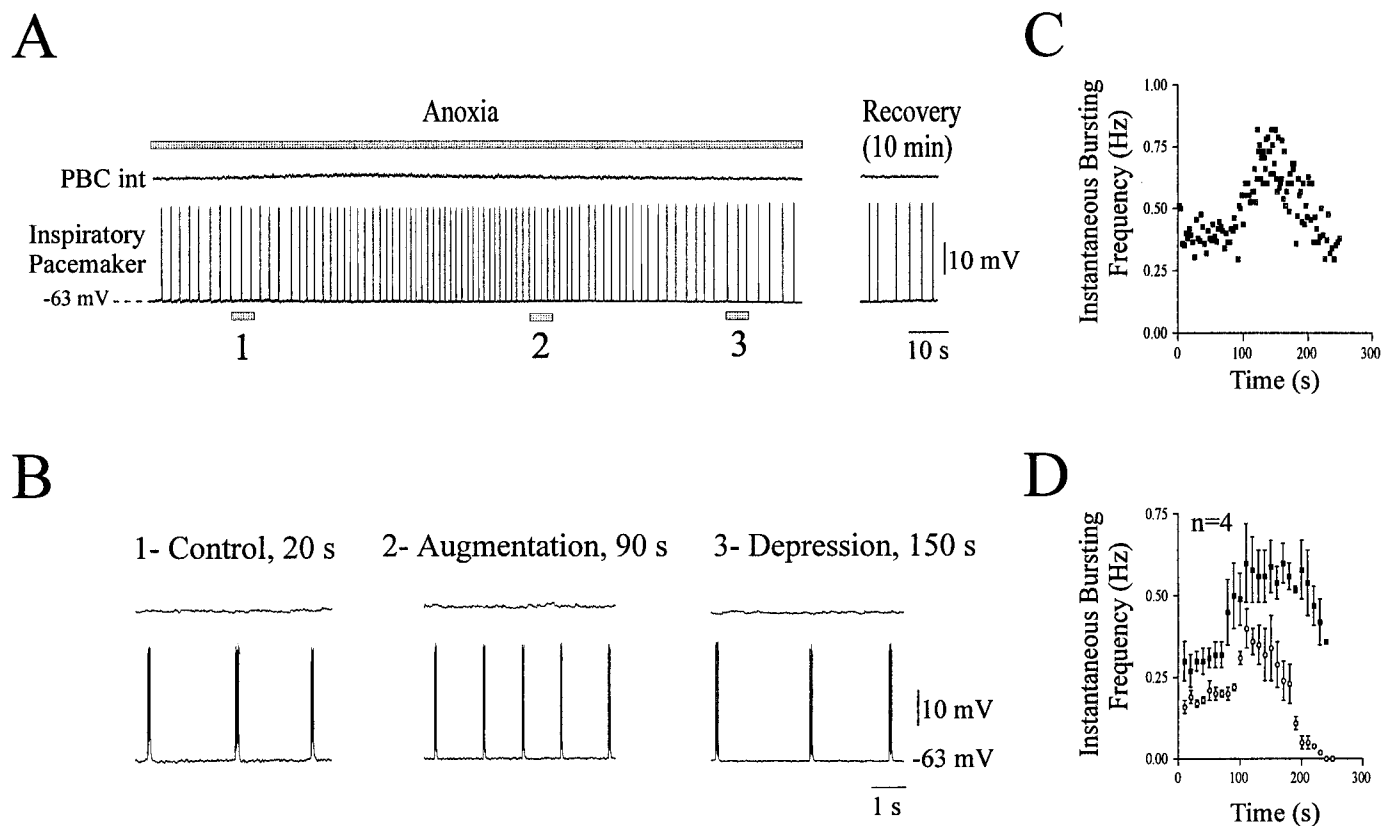 A
Anoxia
Recovery
(10 min)
PBC int
Inspiratory
Pacemaker
-63 mV
10 mV
1
2
3
10 s
B
1- Control, 20 s
2- Augmentation, 90 s
3- Depression, 150 s
10 mV
-63 mV
1 s
C
Instantaneous Bursting
Frequency (Hz)
1.00
0.75
0.50
0.25
0.00
0
100
200
300
Time (s)
D
n=4
Instantaneous Bursting
Frequency (Hz)
0.75
0.50
0.25
0.00
0
100
200
300
Time (s)